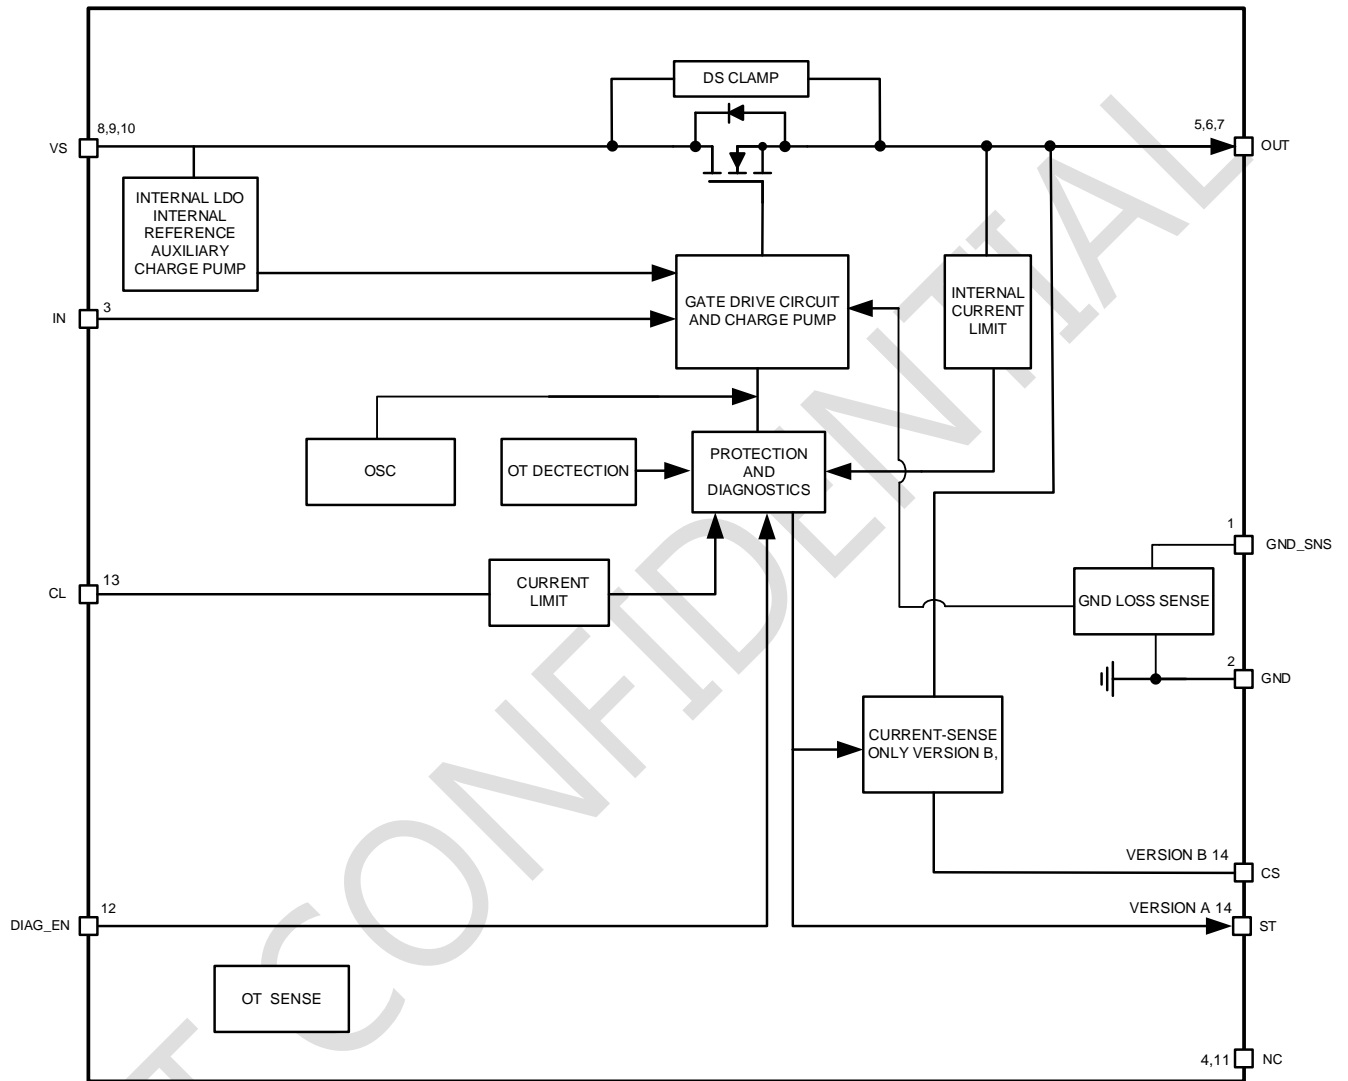 DS CLAMP
8,9,10
VS
5,6,7
OUT
INTERNAL LDO
INTERNAL
REFERENCE
AUXILIARY
CHARGE PUMP
GATE DRIVE CIRCUIT
AND CHARGE PUMP
INTERNAL
CURRENT
LIMIT
3
IN
OSC
OT DECTECTION
PROTECTION
AND
DIAGNOSTICS
1
GND_SNS
13
CL
CURRENT
LIMIT
GND LOSS SENSE
2
GND
CURRENT-SENSE
ONLY VERSION B,
VERSION B 14
CS
12
DIAG_EN
VERSION A 14
ST
OT SENSE
4,11
NC
CONFIDENTIAL